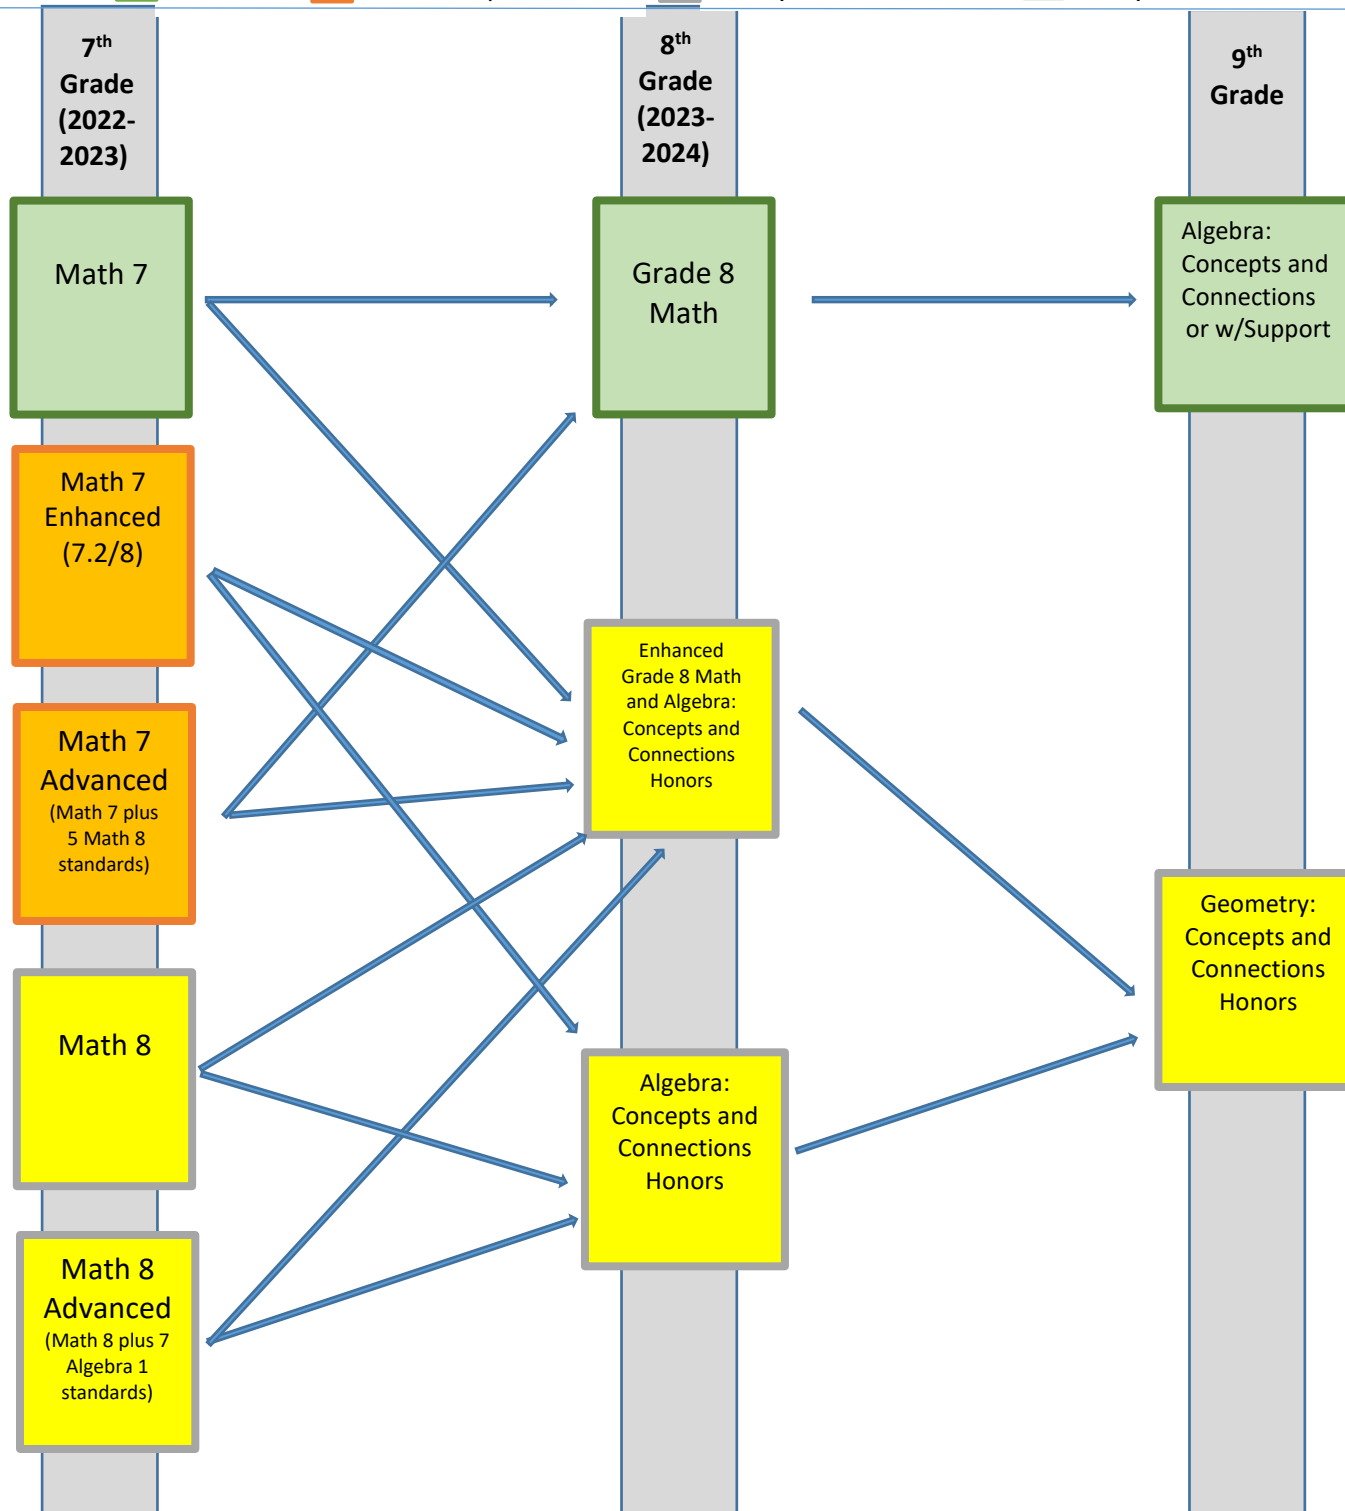 7th
Grade
(2022-
2023)
8th
Grade
(2023-
2024)
9th
Grade
Math 7
Grade 8
Math
Algebra:
Concepts and
Connections
or w/Support
Math 7
Enhanced
(7.2/8)
Enhanced
Grade 8 Math
and Algebra:
Concepts and
Connections
Honors
Math 7
Advanced
(Math 7 plus
5 Math 8
standards)
Geometry:
Concepts and
Connections
Honors
Math 8
Algebra:
Concepts and
Connections
Honors
Math 8
Advanced
(Math 8 plus 7
Algebra 1
standards)